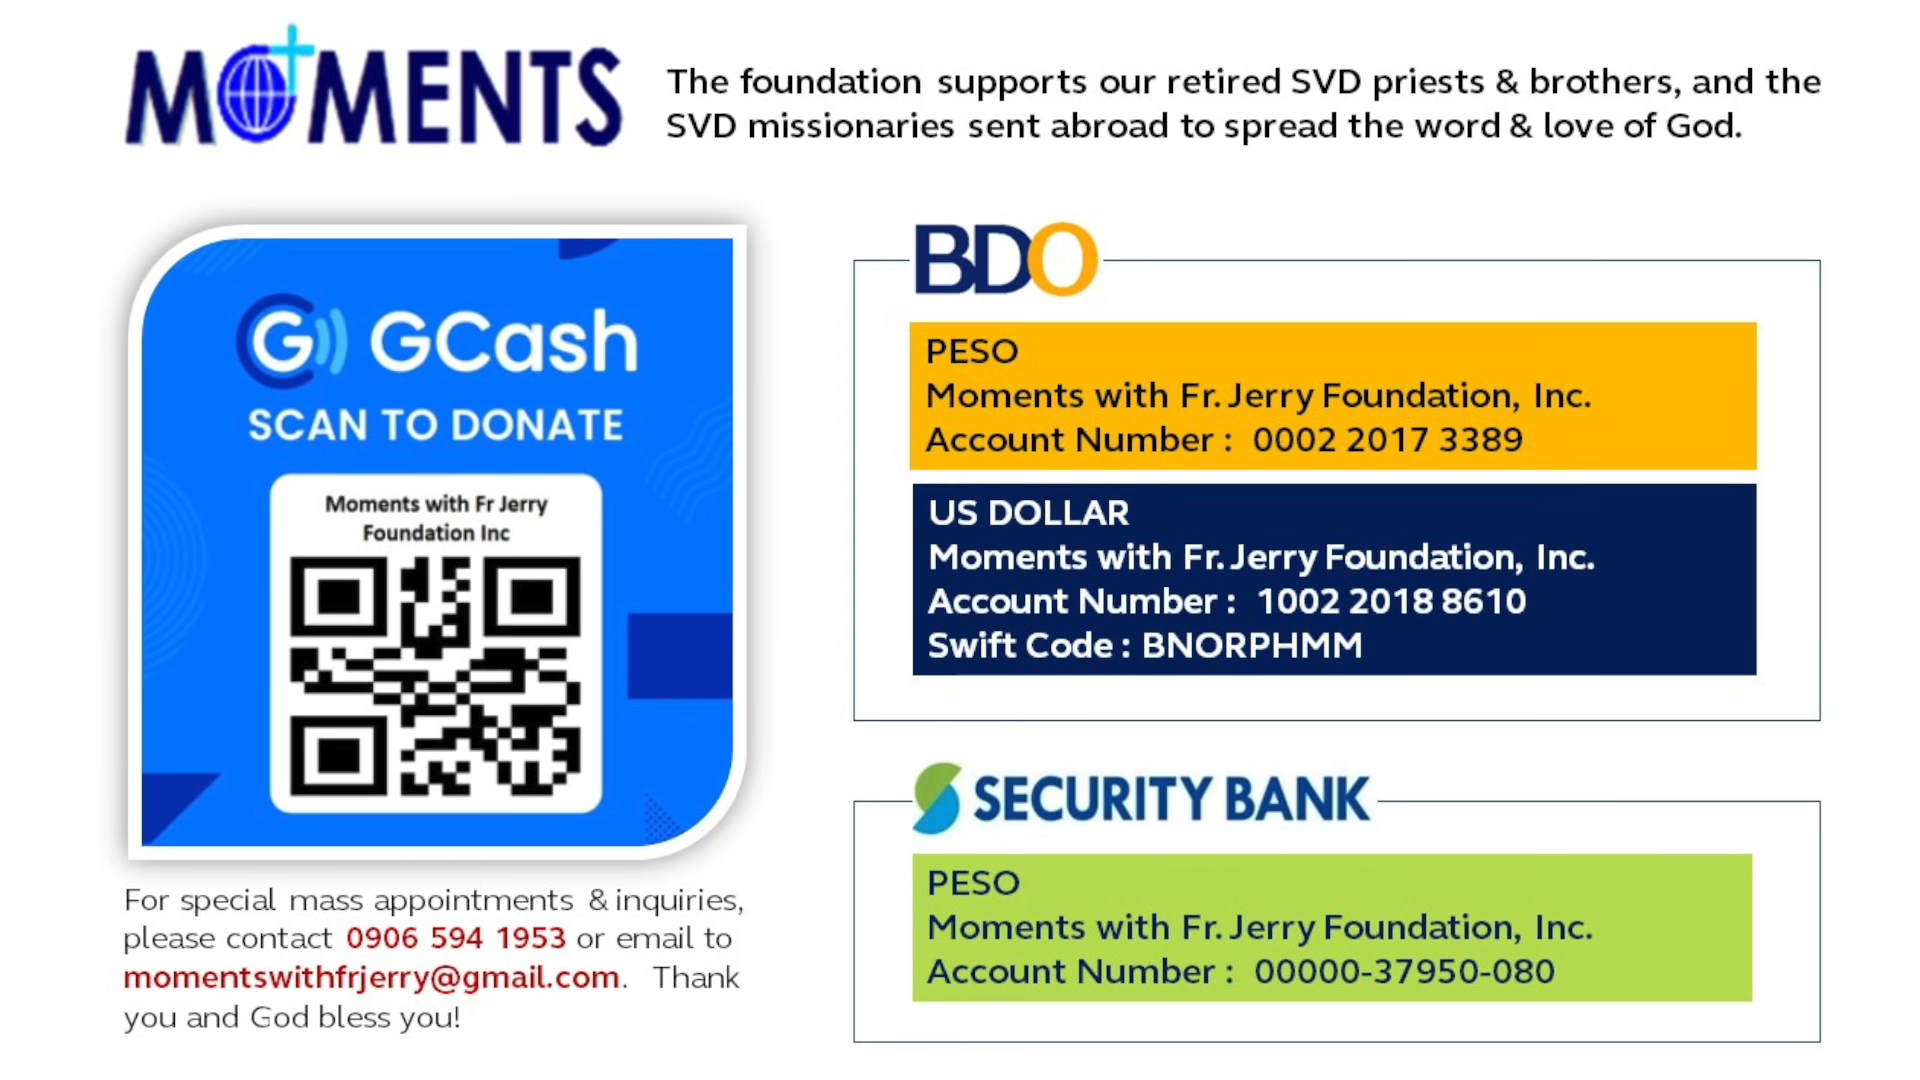 MOMENTS
The foundation supports our retired SVD priests & brothers, and the
SVD missionaries sent abroad to spread the word & love of God.
G GCash
SCAN TO DONATE
Moments with Fr Jerry
Foundation Inc
For special mass appointments & inquiries,
please contact 0906 594 1953 or email to
momentswithfrjerry@gmail.com. Thank
you and God bless you!
BDO
PESO
Moments with Fr. Jerry Foundation, Inc.
Account Number : 0002 2017 3389
US DOLLAR
Moments with Fr. Jerry Foundation, Inc.
Account Number : 1002 2018 8610
Swift Code : BNORPHMM
SECURITY BANK
PESO
Moments with Fr. Jerry Foundation, Inc.
Account Number : 00000-37950-080